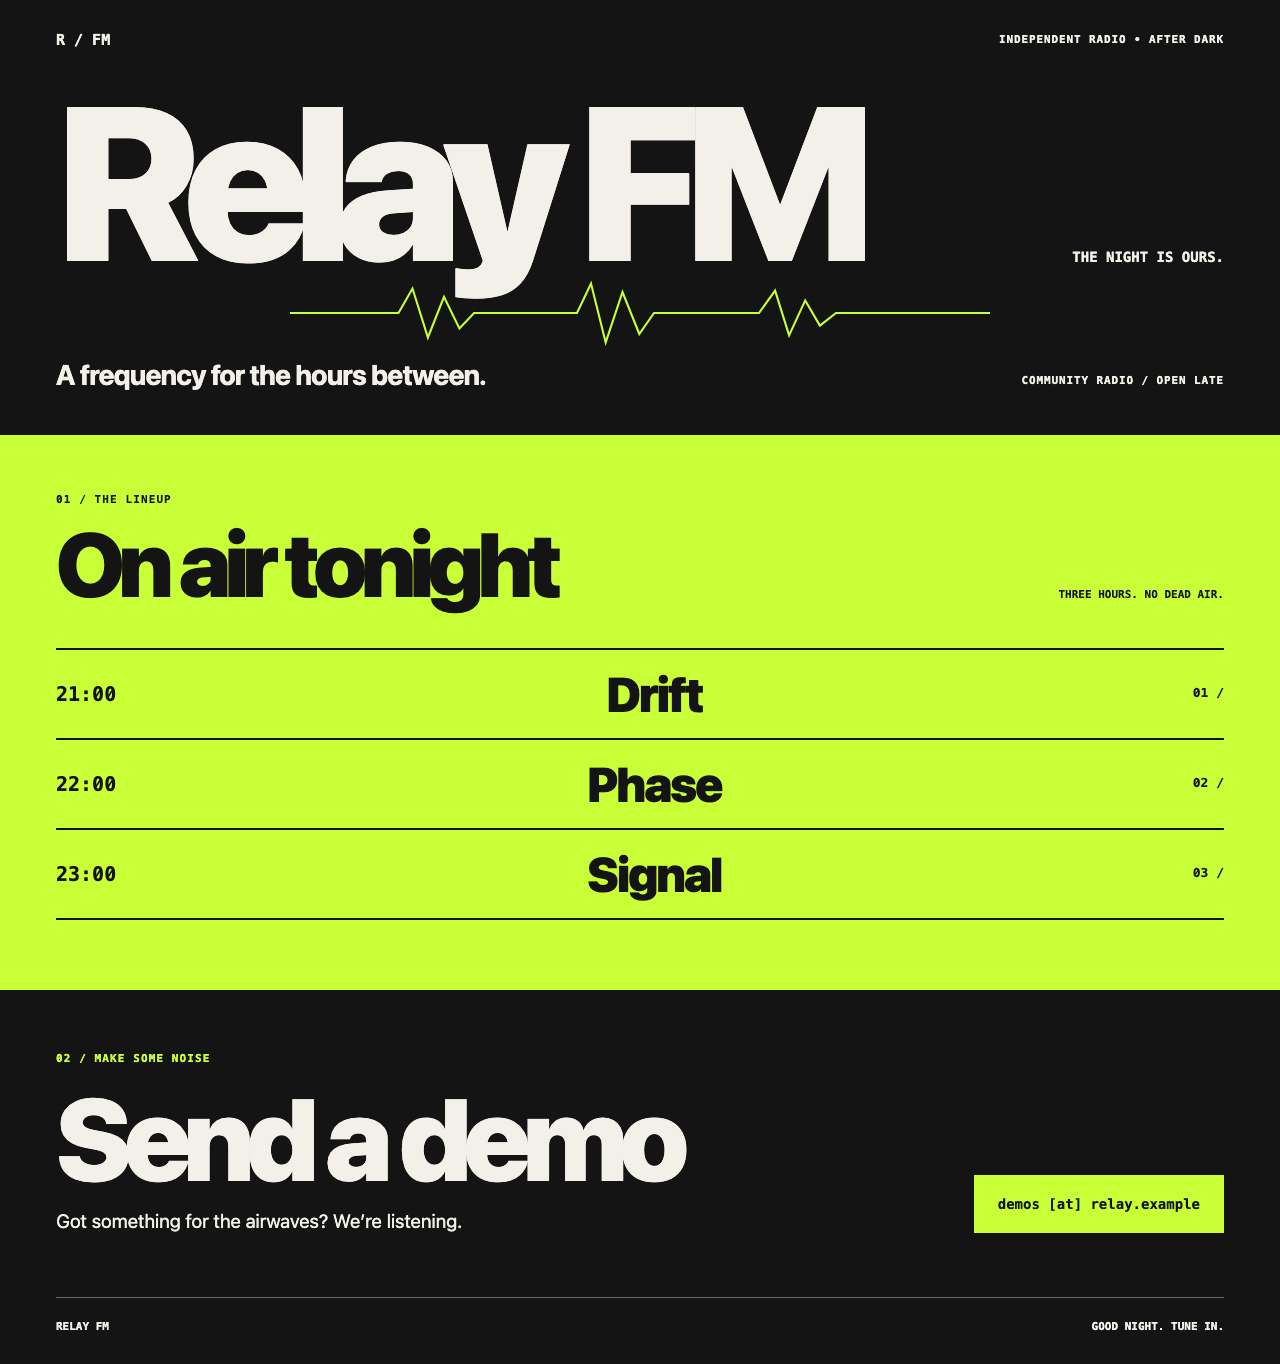 R / FM
INDEPENDENT RADIO • AFTER DARK
Relay FM
THE NIGHT IS OURS.
A frequency for the hours between.
COMMUNITY RADIO / OPEN LATE
01 / THE LINEUP
On air tonight
THREE HOURS. NO DEAD AIR.
21:00 Drift 01 /
22:00 Phase 02 /
23:00 Signal 03 /
02 / MAKE SOME NOISE
Send a demo
Got something for the airwaves? We’re listening.
demos [at] relay.example
RELAY FM
GOOD NIGHT. TUNE IN.